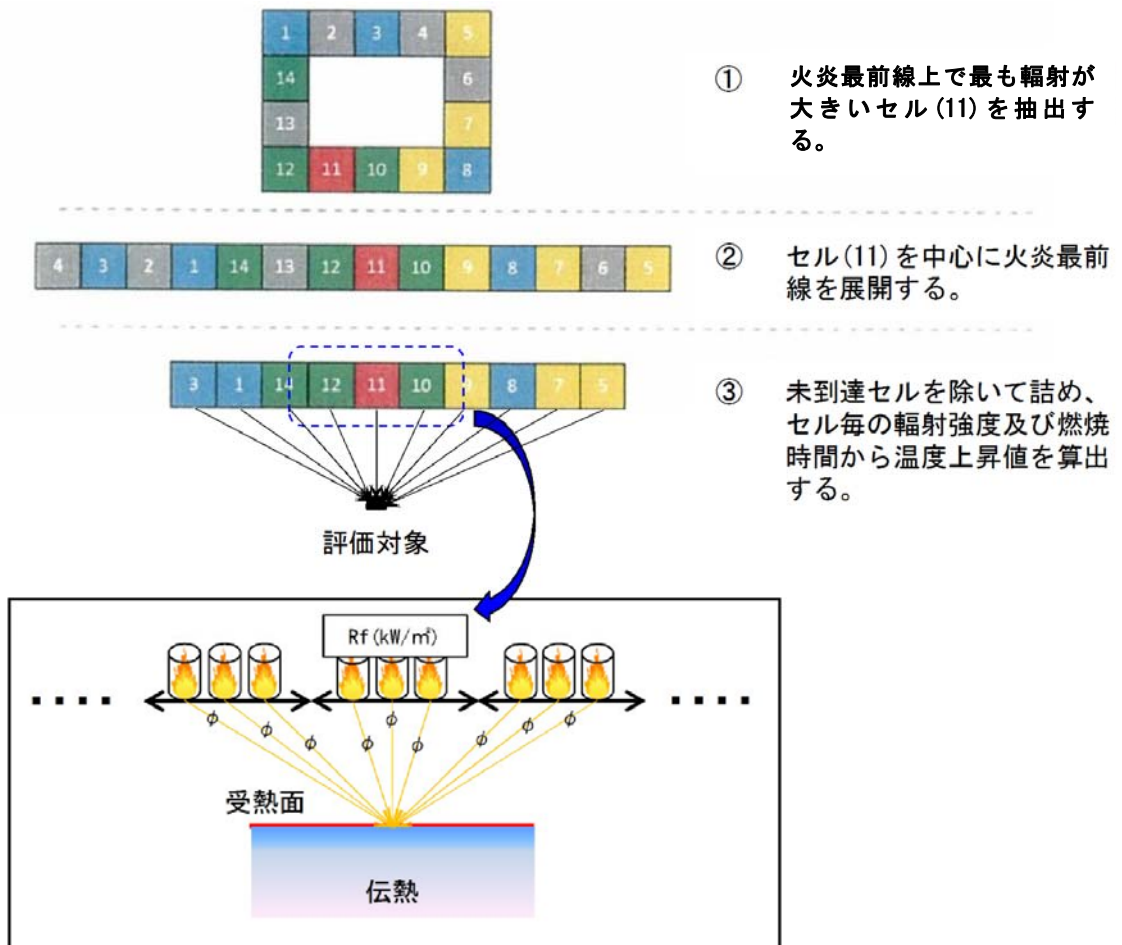 1 2 3 4 5
14 6
13 7
12 11 10 9 8
① 火炎最前線上で最も輻射が
大きいセル(11)を抽出す
る。
4 3 2 1 14 13 12 11 10 9 8 7 6 5
② セル(11)を中心に火炎最前
線を展開する。
3 1 14 12 11 10 9 8 7 5
③ 未到達セルを除いて詰め、
セル毎の輻射強度及び燃焼
時間から温度上昇値を算出
する。
評価対象
Rf(kW/㎡)
φ φ φ φ φ φ φ φ φ
受熱面
伝熱